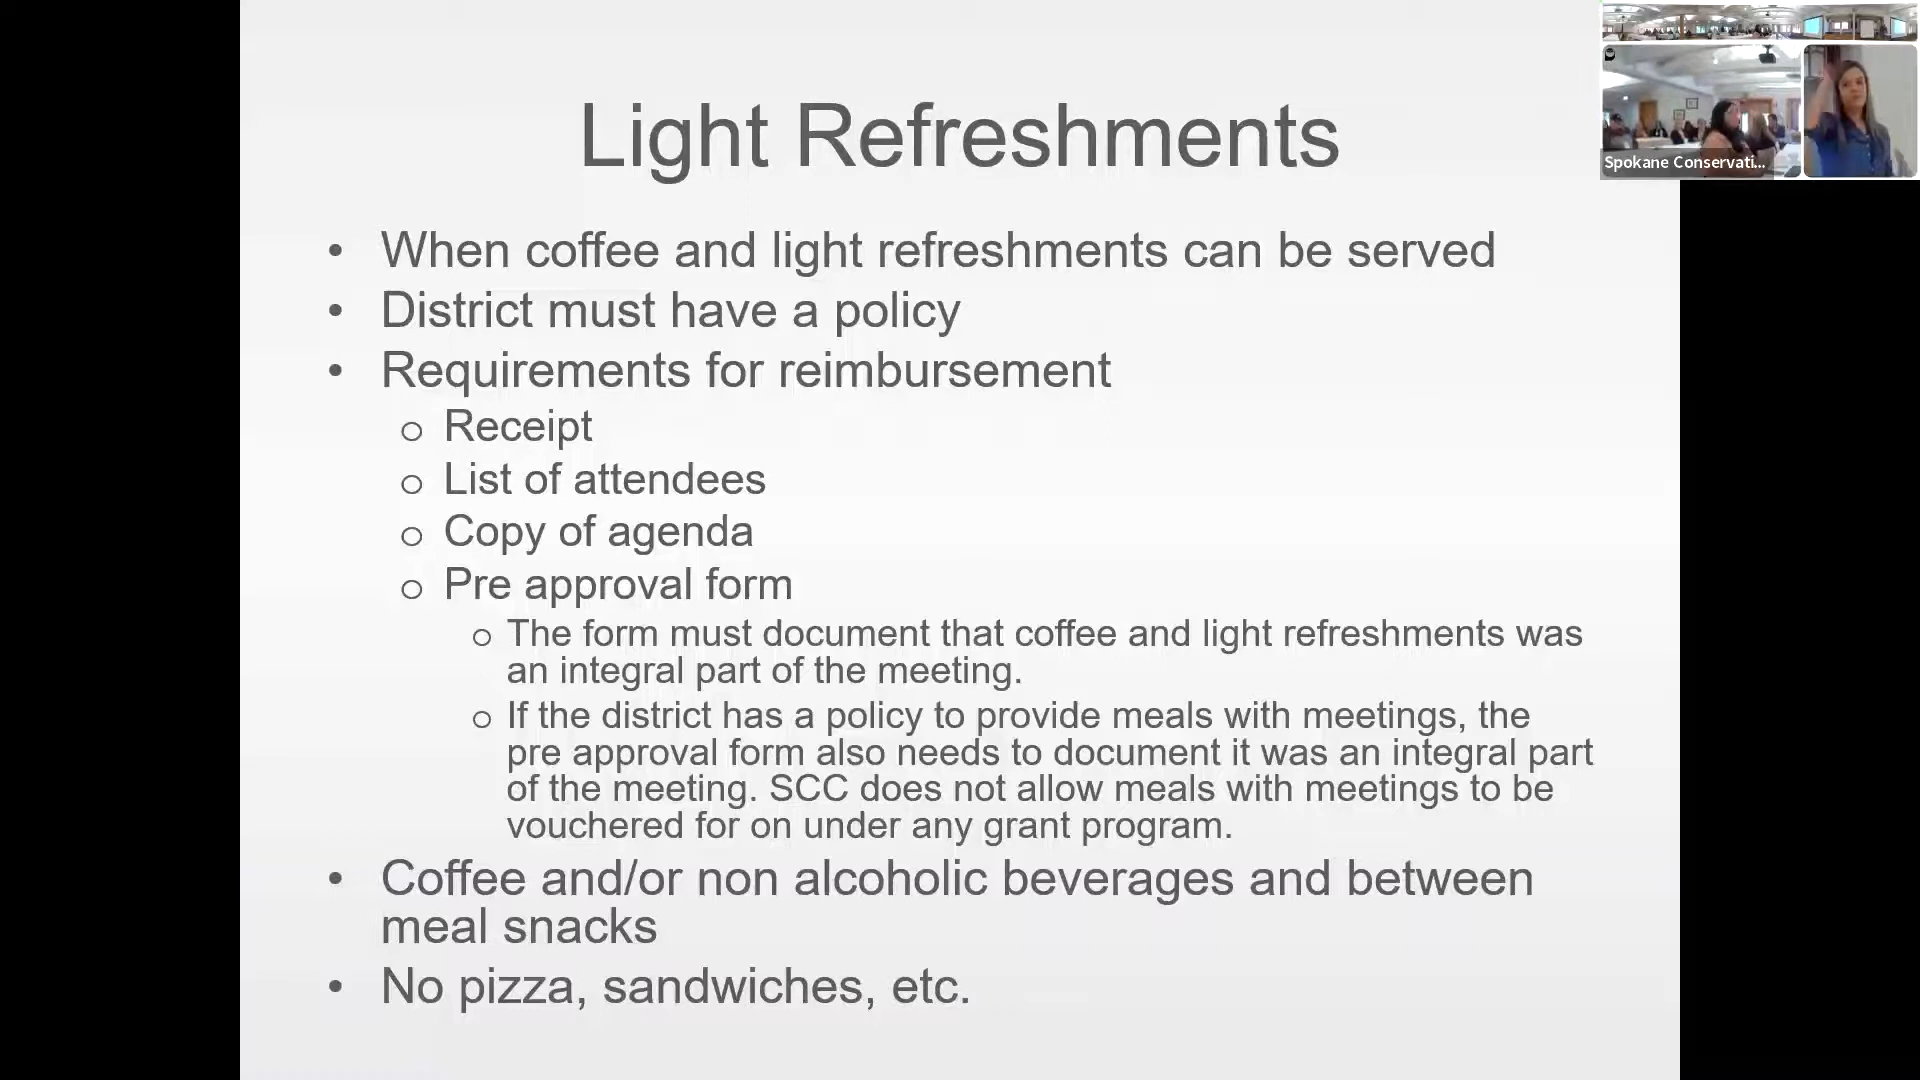 Light Refreshments
• When coffee and light refreshments can be served
• District must have a policy
• Requirements for reimbursement
o Receipt
o List of attendees
o Copy of agenda
o Pre approval form
o The form must document that coffee and light refreshments was
an integral part of the meeting.
o If the district has a policy to provide meals with meetings, the
pre approval form also needs to document it was an integral part
of the meeting. SCC does not allow meals with meetings to be
vouchered for on under any grant program.
• Coffee and/or non alcoholic beverages and between
meal snacks
• No pizza, sandwiches, etc.
Spokane Conservati...